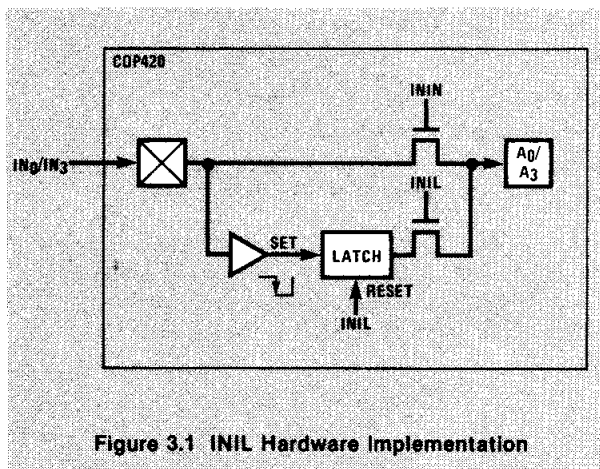 COP420
ININ
IN0/IN3
A0/
A3
INIL
SET
LATCH
RESET
INIL
Figure 3.1 INIL Hardware Implementation